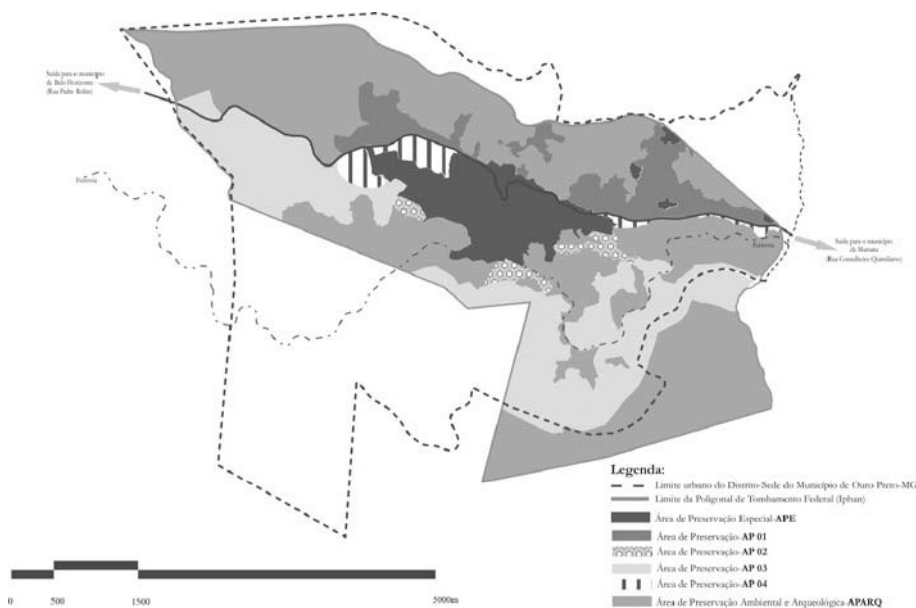 Saída para o município
de Belo Horizonte
(Rua Padre Rolim)
Ferrovia
Ferrovia
Saída para o município
de Mariana
(Rua Conselheiro Quintiliano)
Legenda:
Limite urbano do Distrito-Sede do Município de Ouro Preto-MG
Limite da Poligonal de Tombamento Federal (Iphan)
Área de Preservação Especial-APE
Área de Preservação-AP 01
Área de Preservação-AP 02
Área de Preservação-AP 03
Área de Preservação-AP 04
Área de Preservação Ambiental e Arqueológica-APARQ
0 500 1500 5000m